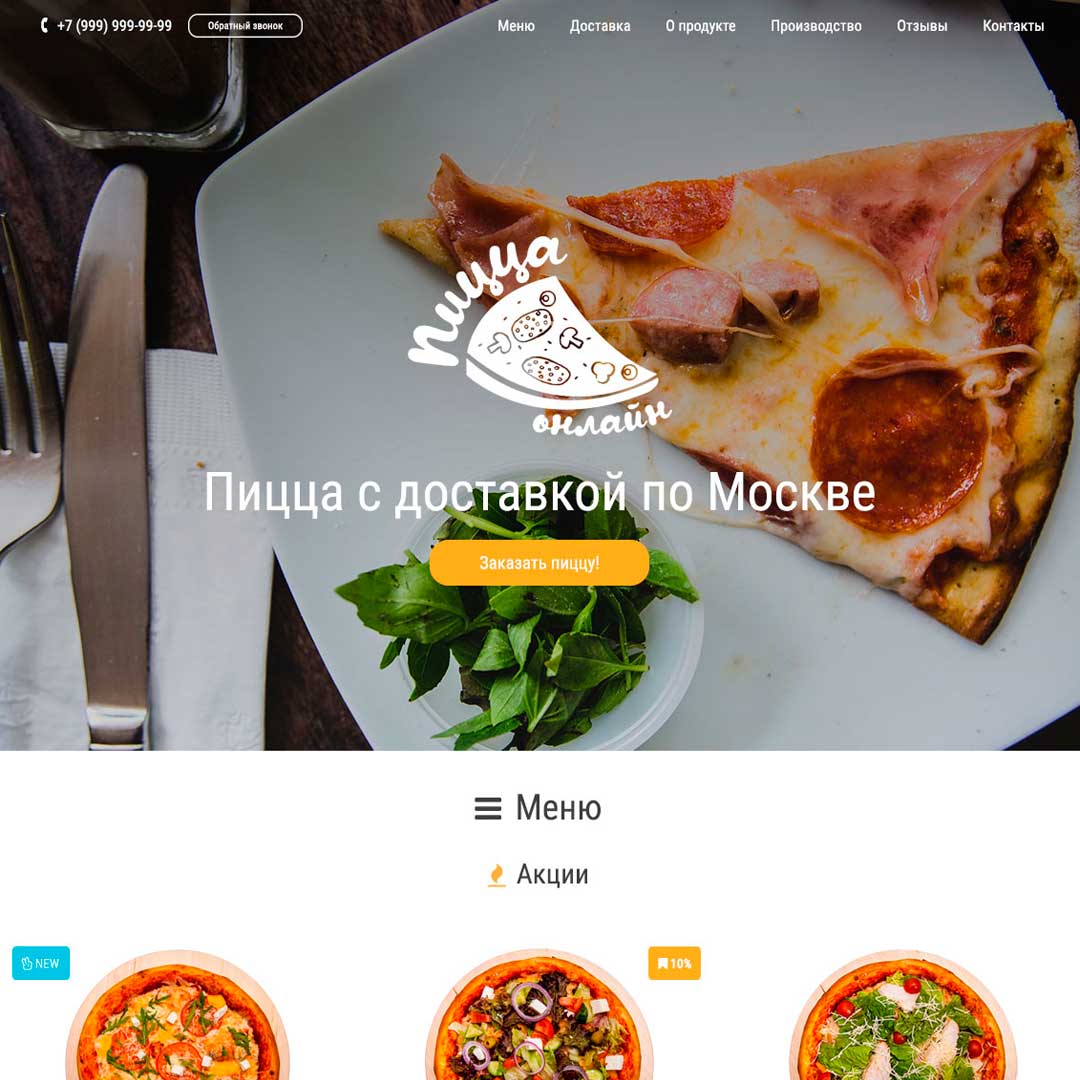 +7 (999) 999-99-99
Обратный звонок
Меню
Доставка
О продукте
Производство
Отзывы
Контакты
пицца
онлайн
Пицца с доставкой по Москве
Заказать пиццу!
Меню
Акции
NEW
10%